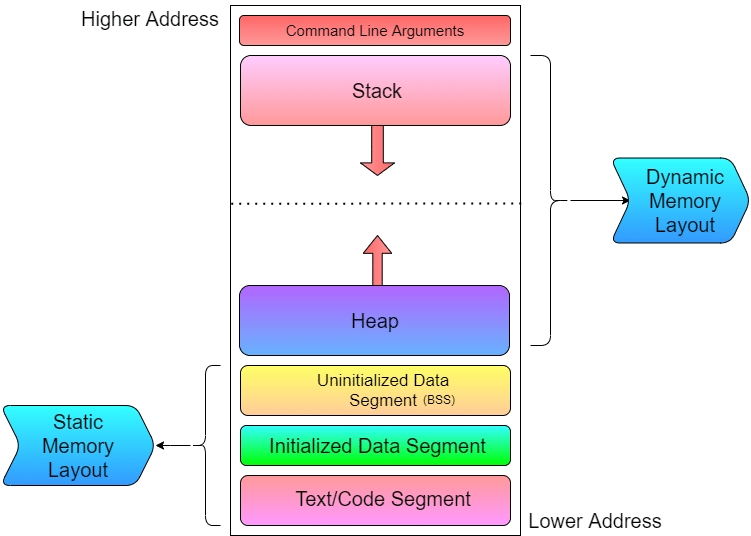 Higher Address
Command Line Arguments
Stack
Dynamic
Memory
Layout
Heap
Uninitialized Data
Segment (BSS)
Static
Memory
Layout
Initialized Data Segment
Text/Code Segment
Lower Address